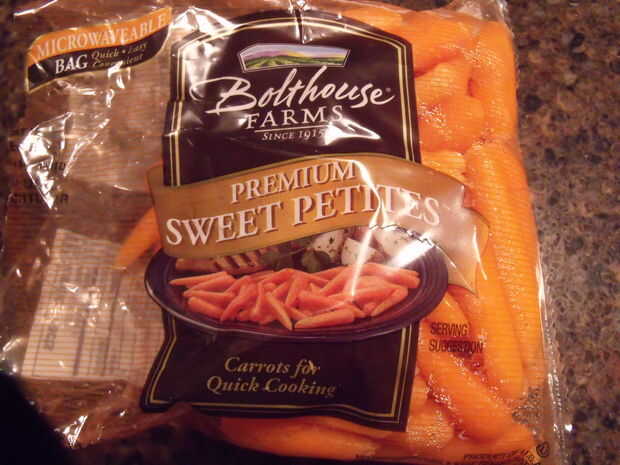 MICROWAVEABLE
BAG Quick • Easy
Convenient
Bolthouse®
FARMS
SINCE 1915
PREMIUM
SWEET PETITES
SERVING
SUGGESTION
Carrots for
Quick Cooking